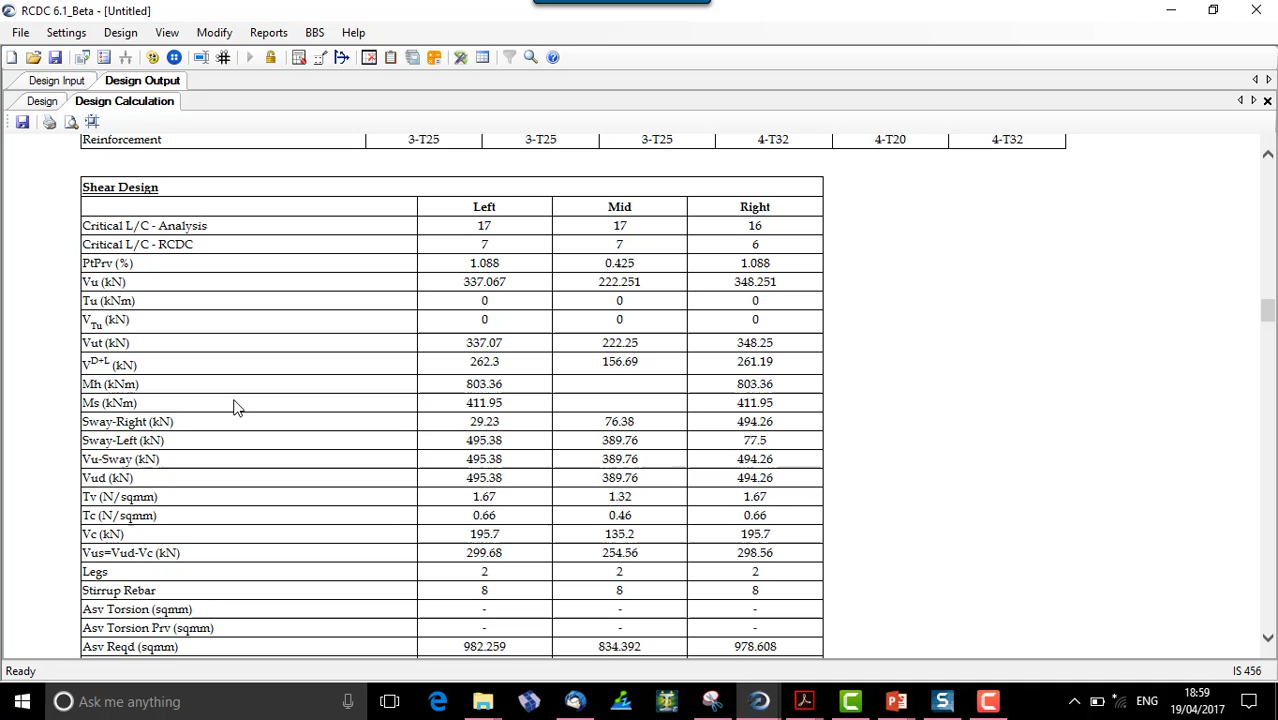 RCDC 6.1_Beta - [Untitled]
File Settings Design View Modify Reports BBS Help
Design Input Design Output
Design Design Calculation
Reinforcement 3-T25 3-T25 3-T25 4-T32 4-T20 4-T32
Shear Design
Left Mid Right
Critical L/C - Analysis 17 17 16
Critical L/C - RCDC 7 7 6
PtPrv (%) 1.088 0.425 1.088
Vu (kN) 337.067 222.251 348.251
Tu (kNm) 0 0 0
VTu (kN) 0 0 0
Vut (kN) 337.07 222.25 348.25
VD+L (kN) 262.3 156.69 261.19
Mh (kNm) 803.36 803.36
Ms (kNm) 411.95 411.95
Sway-Right (kN) 29.23 76.38 494.26
Sway-Left (kN) 495.38 389.76 77.5
Vu-Sway (kN) 495.38 389.76 494.26
Vud (kN) 495.38 389.76 494.26
Tv (N/sqmm) 1.67 1.32 1.67
Tc (N/sqmm) 0.66 0.46 0.66
Vc (kN) 195.7 135.2 195.7
Vus=Vud-Vc (kN) 299.68 254.56 298.56
Legs 2 2 2
Stirrup Rebar 8 8 8
Asv Torsion (sqmm) - - -
Asv Torsion Prv (sqmm) - - -
Asv Reqd (sqmm) 982.259 834.392 978.608
Ready IS 456
Ask me anything ENG 18:59
19/04/2017